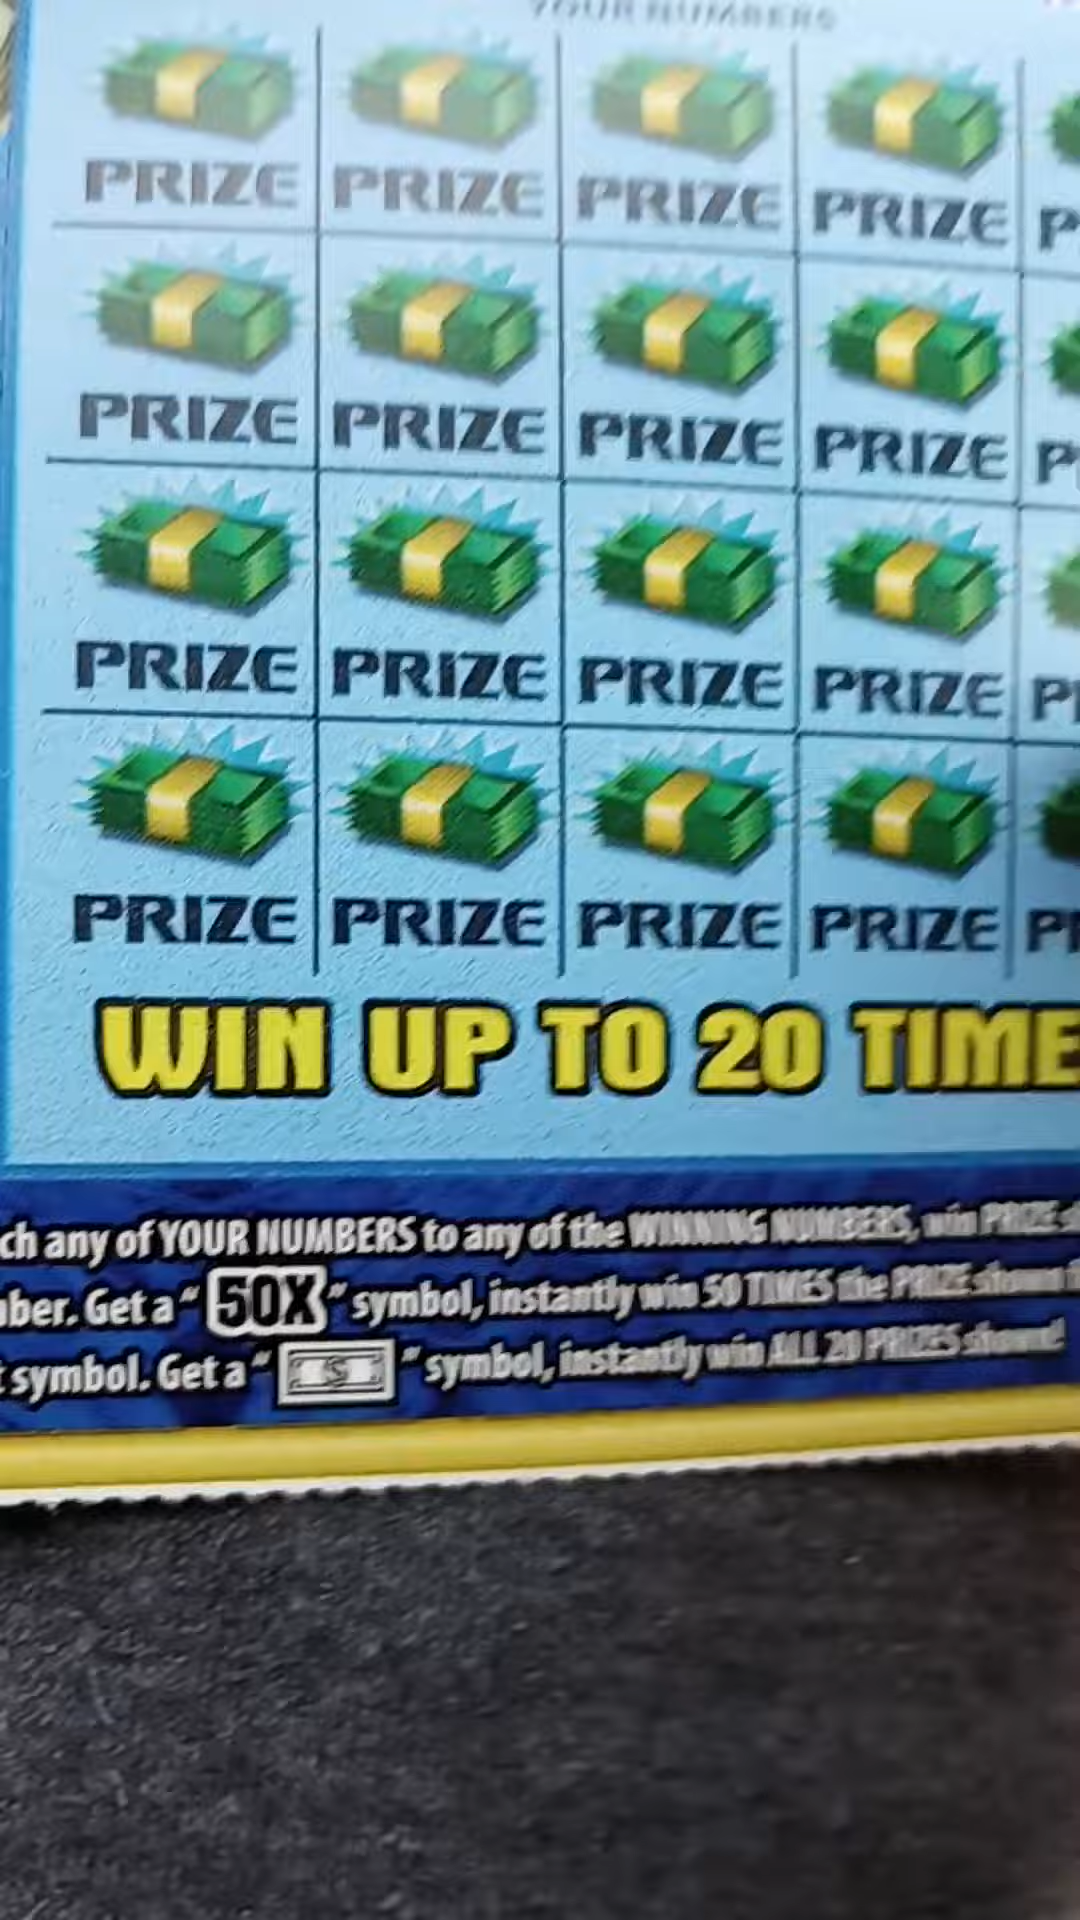 YOUR NUMBERS
PRIZE PRIZE PRIZE PRIZE P
PRIZE PRIZE PRIZE PRIZE P
PRIZE PRIZE PRIZE PRIZE P
PRIZE PRIZE PRIZE PRIZE P
WIN UP TO 20 TIME
ch any of YOUR NUMBERS to any of the WINNING NUMBERS, win PRIZE s
ber. Get a "50X" symbol, instantly win 50 TIMES the PRIZE shown
symbol. Get a "$" symbol, instantly win ALL 20 PRIZES shown!